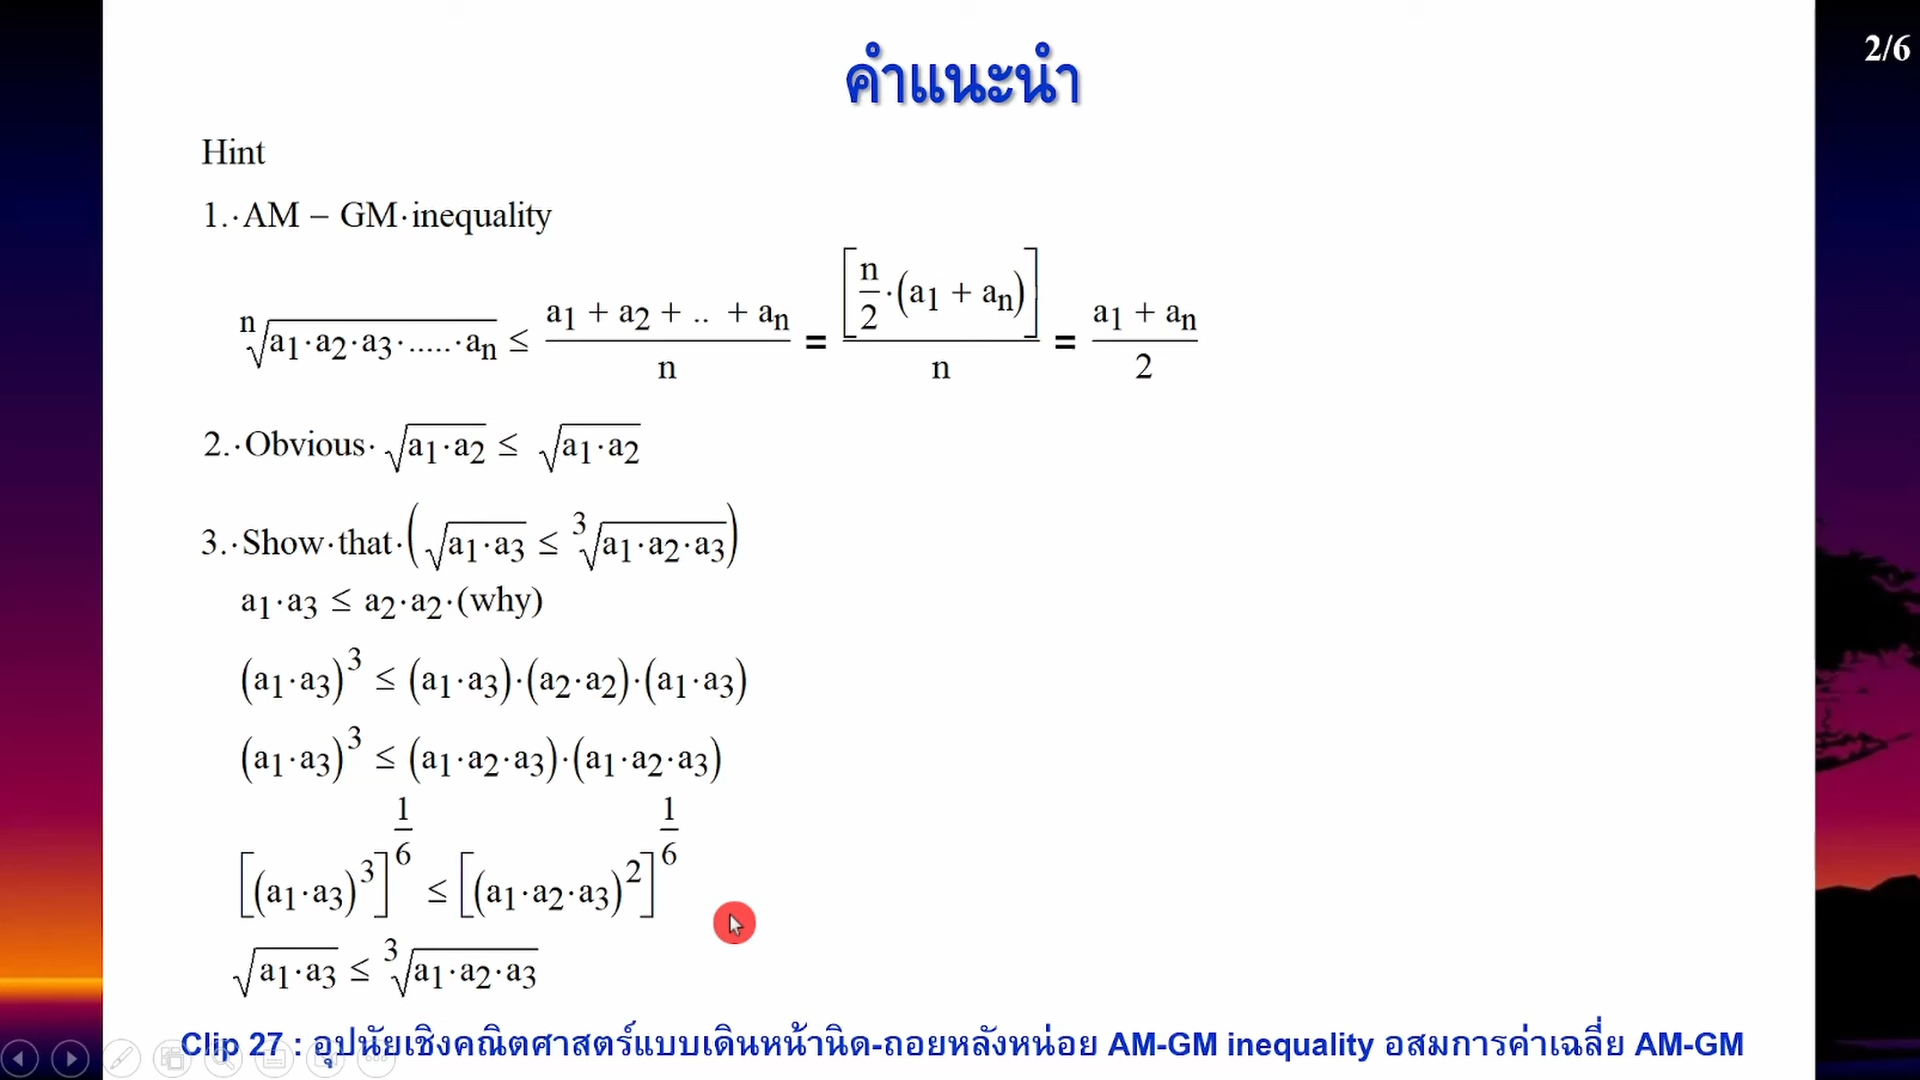 2/6
คำแนะนำ
Hint
1.·AM – GM·inequality
ⁿ√(a₁·a₂·a₃·.....·aₙ) ≤ (a₁ + a₂ + .. + aₙ)/n = [n/2·(a₁ + aₙ)]/n = (a₁ + aₙ)/2
2.·Obvious·√(a₁·a₂) ≤ √(a₁·a₂)
3.·Show·that·(√(a₁·a₃) ≤ ³√(a₁·a₂·a₃))
a₁·a₃ ≤ a₂·a₂·(why)
(a₁·a₃)³ ≤ (a₁·a₃)·(a₂·a₂)·(a₁·a₃)
(a₁·a₃)³ ≤ (a₁·a₂·a₃)·(a₁·a₂·a₃)
[(a₁·a₃)³]^(1/6) ≤ [(a₁·a₂·a₃)²]^(1/6)
√(a₁·a₃) ≤ ³√(a₁·a₂·a₃)
Clip 27 : อุปนัยเชิงคณิตศาสตร์แบบเดินหน้านิด-ถอยหลังหน่อย AM-GM inequality อสมการค่าเฉลี่ย AM-GM